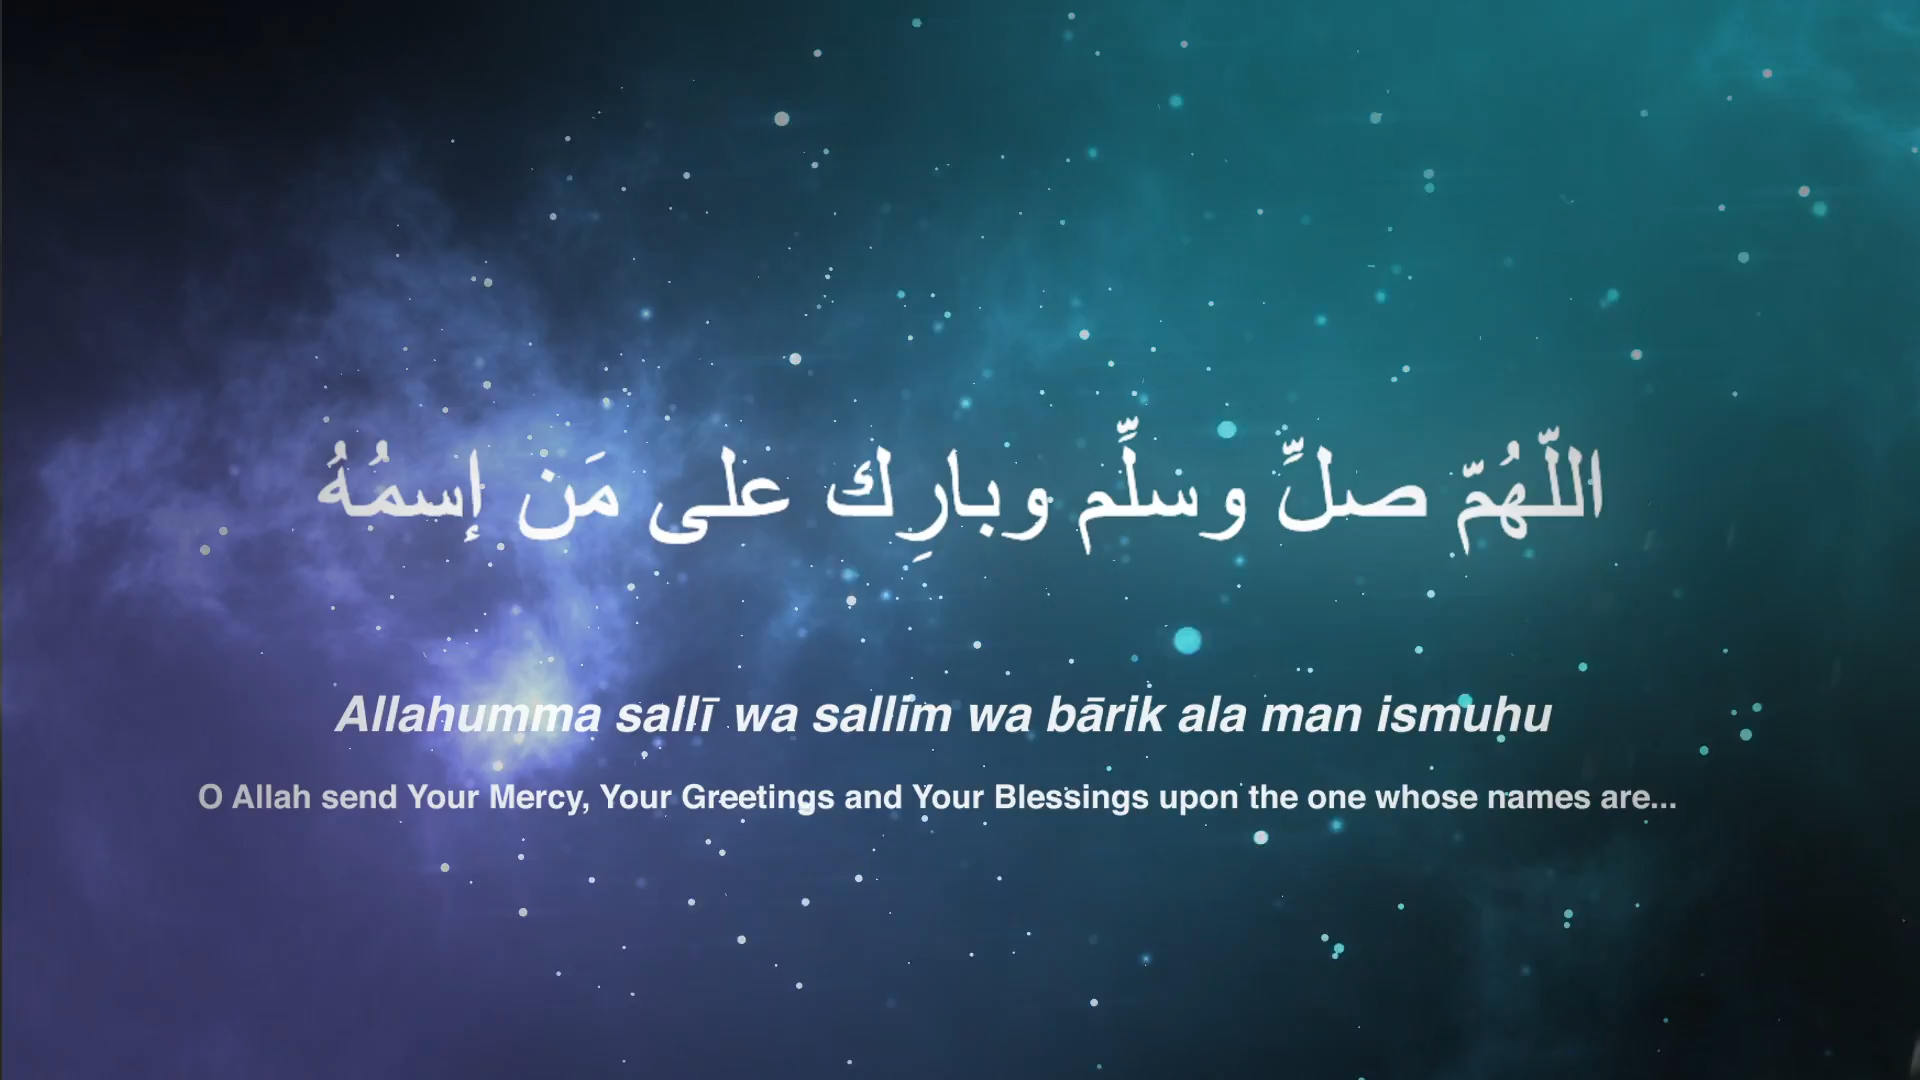 اللّهُمّ صلِّ وسلِّم وبارِك على مَن إسمُهُ
Allahumma sallī wa sallim wa bārik ala man ismuhu
O Allah send Your Mercy, Your Greetings and Your Blessings upon the one whose names are...